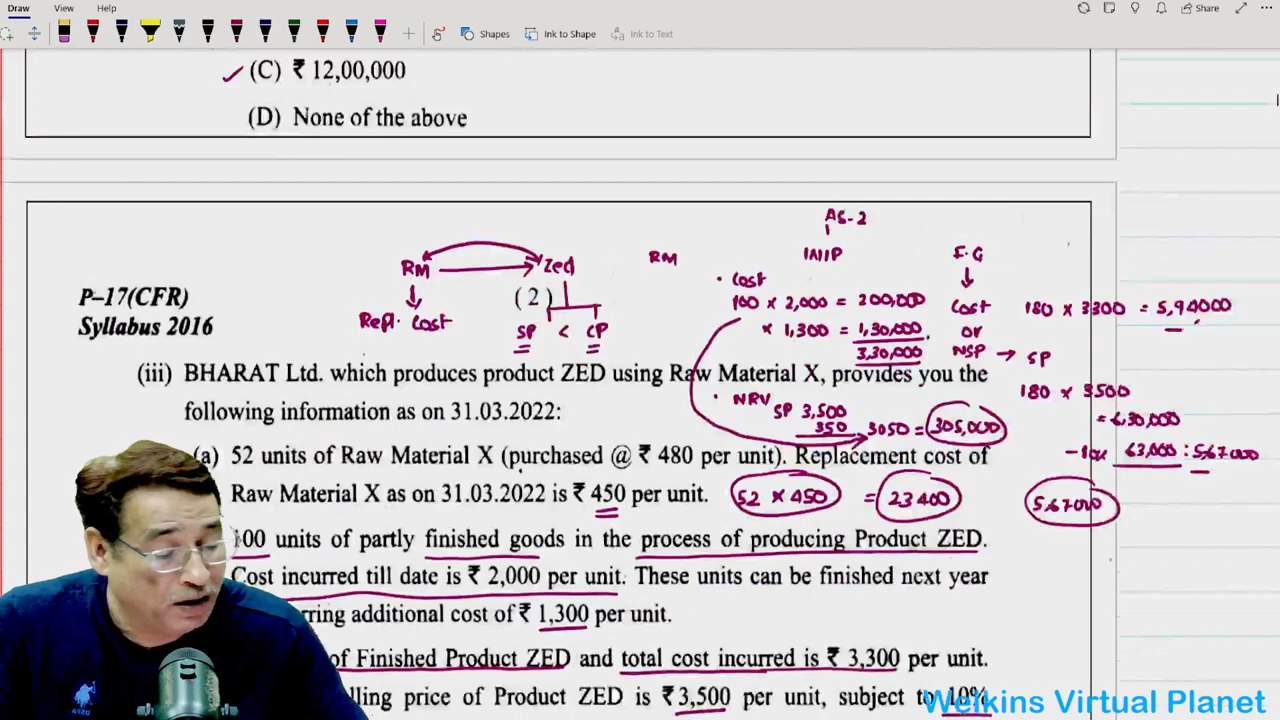 Draw View Help Share
Shapes Ink to Shape Ink to Text
(C) ₹ 12,00,000
(D) None of the above
AS-2
RM Zed RM INIP F.G
P–17(CFR)
Syllabus 2016
Repl. Cost
(2)
SP < CP
• Cost
100 × 2,000 = 200,000
× 1,300 = 1,30,000
3,30,000
Cost 180 × 3300 = 5,94000
or
NSP → SP
180 × 3500
= 630,000
- 10% 63,000 : 567000
567000
(iii) BHARAT Ltd. which produces product ZED using Raw Material X, provides you the
following information as on 31.03.2022:
• NRV
SP 3,500
350 3050 = 305,000
(a) 52 units of Raw Material X (purchased @ ₹ 480 per unit). Replacement cost of
Raw Material X as on 31.03.2022 is ₹ 450 per unit. 52 × 450 = 23400
100 units of partly finished goods in the process of producing Product ZED.
Cost incurred till date is ₹ 2,000 per unit. These units can be finished next year
rring additional cost of ₹ 1,300 per unit.
of Finished Product ZED and total cost incurred is ₹ 3,300 per unit.
lling price of Product ZED is ₹ 3,500 per unit, subject to 10%
Welkins Virtual Planet